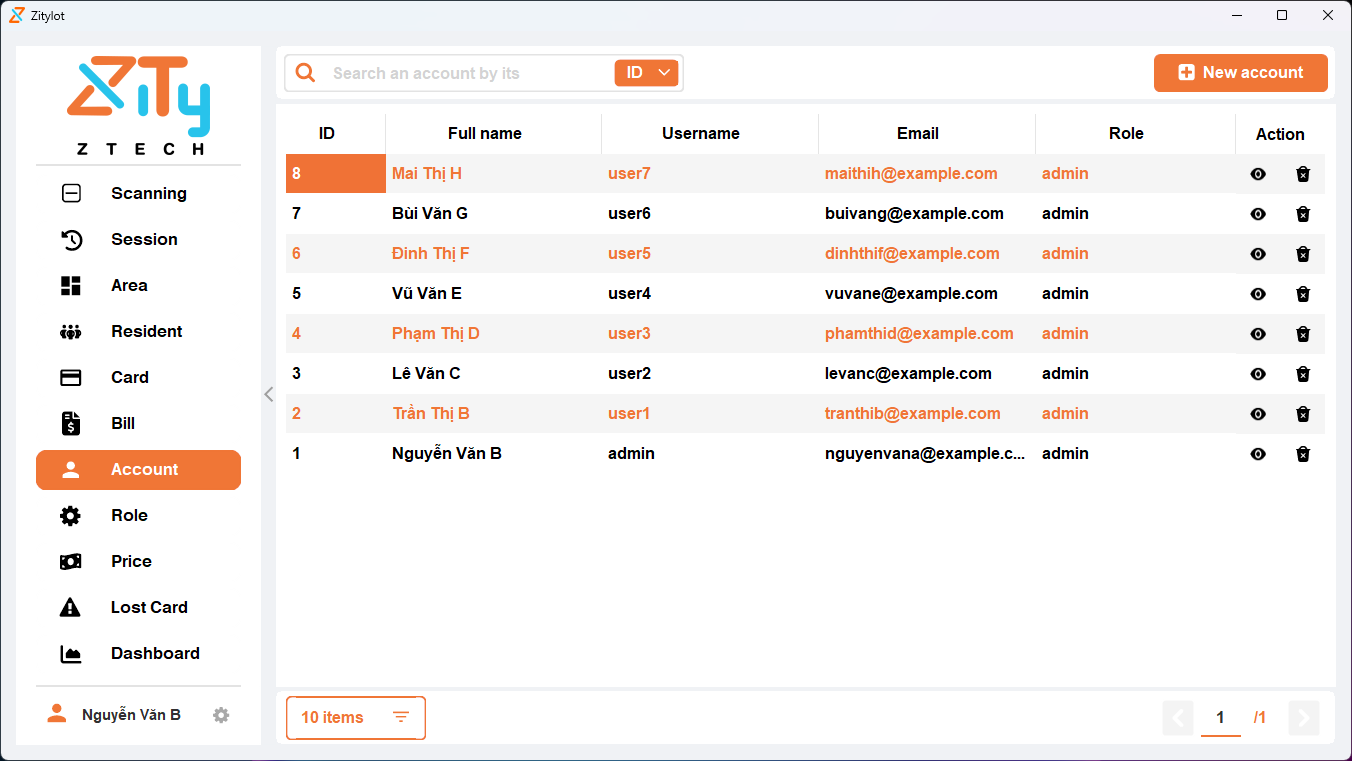 Zitylot
ZiTy
Z T E C H
Scanning
Session
Area
Resident
Card
Bill
Account
Role
Price
Lost Card
Dashboard
Nguyễn Văn B
Search an account by its ID New account
ID Full name Username Email Role Action
8 Mai Thị H user7 maithih@example.com admin
7 Bùi Văn G user6 buivang@example.com admin
6 Đinh Thị F user5 dinhthif@example.com admin
5 Vũ Văn E user4 vuvane@example.com admin
4 Phạm Thị D user3 phamthid@example.com admin
3 Lê Văn C user2 levanc@example.com admin
2 Trần Thị B user1 tranthib@example.com admin
1 Nguyễn Văn B admin nguyenvana@example.c... admin
10 items 1 /1